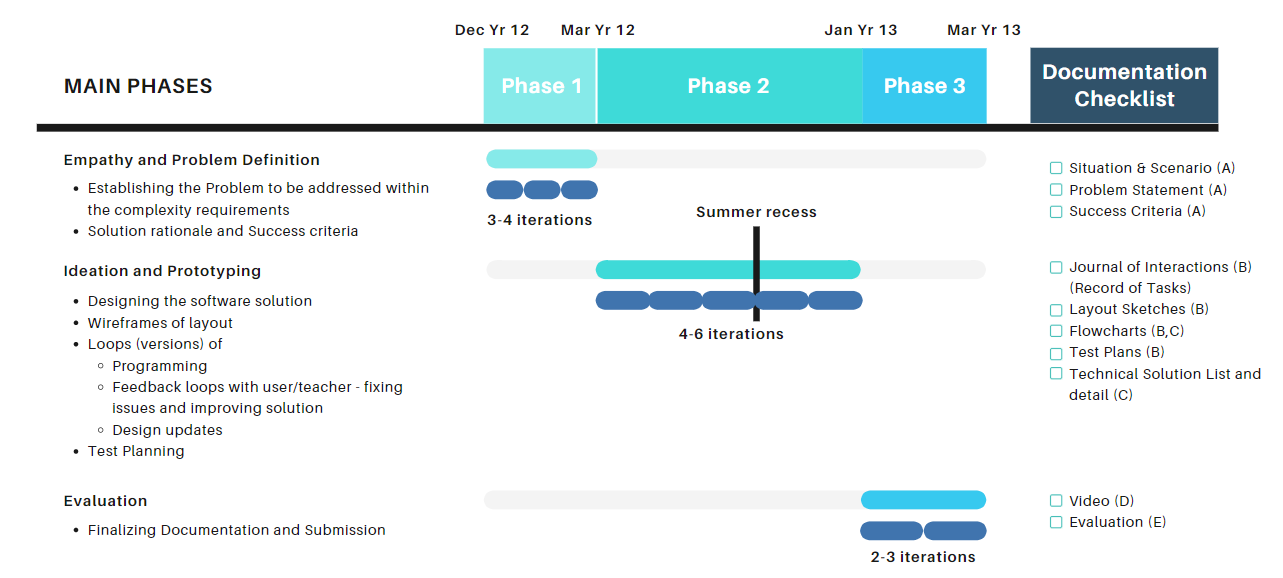 Dec Yr 12 Mar Yr 12 Jan Yr 13 Mar Yr 13
MAIN PHASES
Phase 1
Phase 2
Phase 3
Documentation
Checklist
Empathy and Problem Definition
• Establishing the Problem to be addressed within
the complexity requirements
• Solution rationale and Success criteria
3-4 iterations
Situation & Scenario (A)
Problem Statement (A)
Success Criteria (A)
Summer recess
Ideation and Prototyping
• Designing the software solution
• Wireframes of layout
• Loops (versions) of
◦ Programming
◦ Feedback loops with user/teacher - fixing
issues and improving solution
◦ Design updates
• Test Planning
4-6 iterations
Journal of Interactions (B)
(Record of Tasks)
Layout Sketches (B)
Flowcharts (B,C)
Test Plans (B)
Technical Solution List and
detail (C)
Evaluation
• Finalizing Documentation and Submission
2-3 iterations
Video (D)
Evaluation (E)